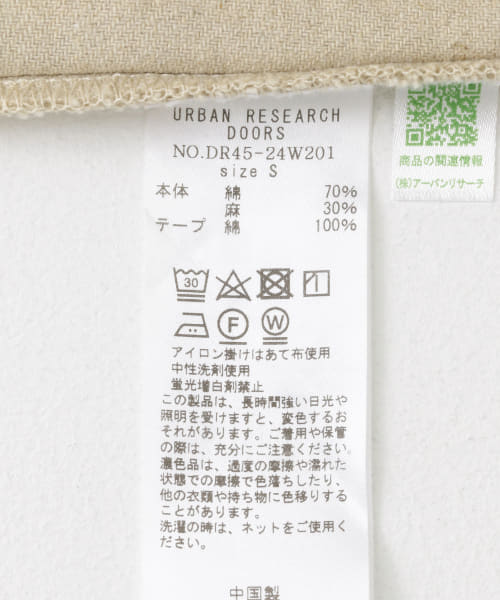 URBAN RESEARCH
DOORS
NO.DR45-24W201
size S
本体 綿 70%
麻 30%
テープ 綿 100%
30
F W
アイロン掛けはあて布使用
中性洗剤使用
蛍光増白剤禁止
この製品は、長時間強い日光や
照明を受けますと、変色するお
それがあります。ご着用や保管
の際は、充分にご注意ください。
濃色品は、過度の摩擦や濡れた
状態での摩擦で色落ちしたり、
他の衣類や持ち物に色移りする
ことがあります。
洗濯の時は、ネットをご使用く
ださい。
中国製
商品の関連情報
(株)アーバンリサーチ